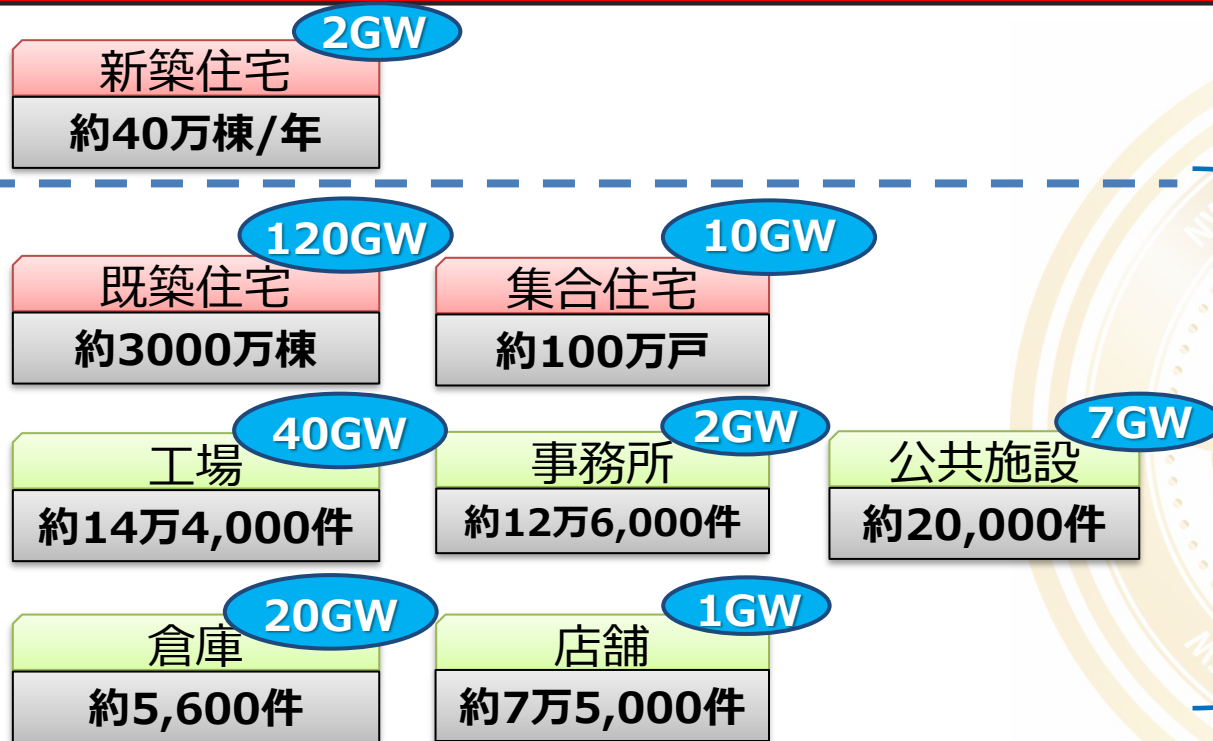 2GW
新築住宅
約40万棟/年
120GW
既築住宅
約3000万棟
10GW
集合住宅
約100万戸
40GW
工場
約14万4,000件
2GW
事務所
約12万6,000件
7GW
公共施設
約20,000件
20GW
倉庫
約5,600件
1GW
店舗
約7万5,000件